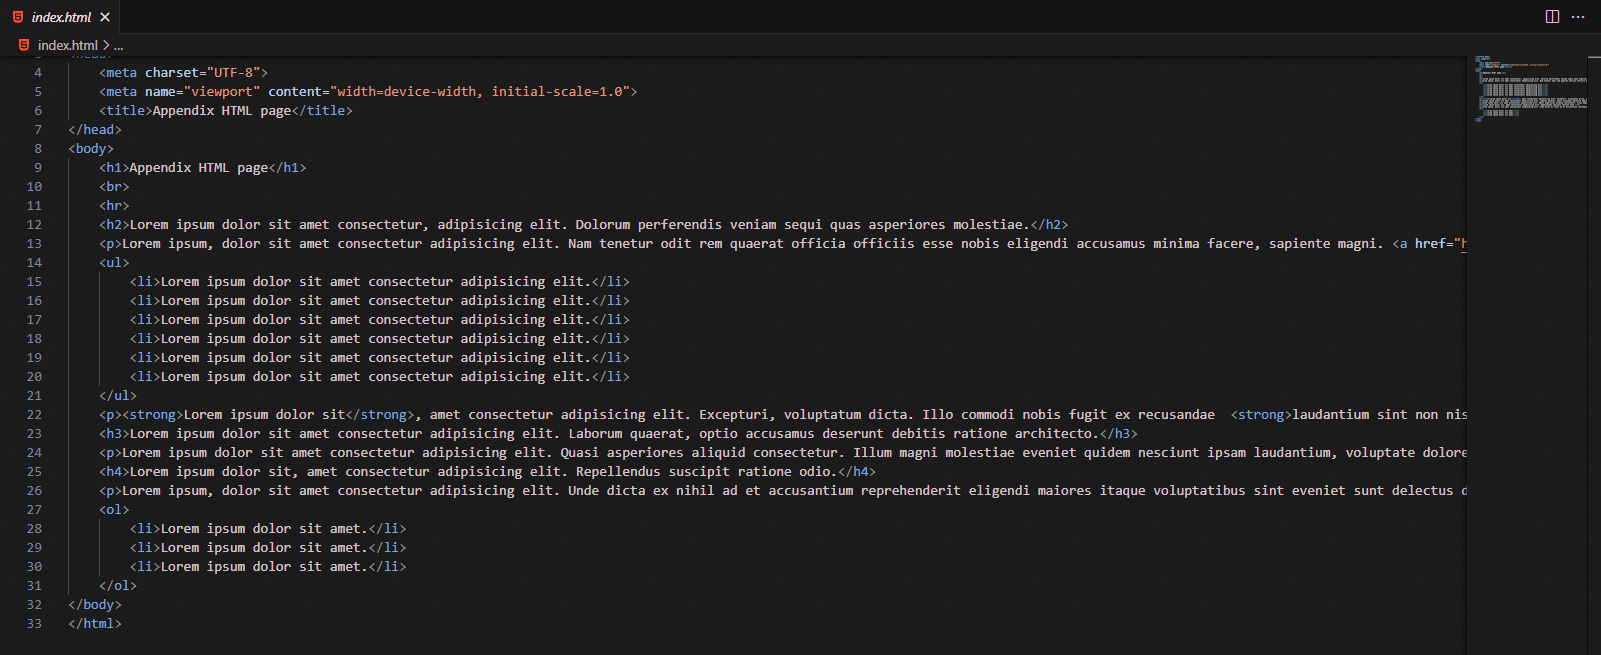 index.html
index.html > ...
4 <meta charset="UTF-8">
5 <meta name="viewport" content="width=device-width, initial-scale=1.0">
6 <title>Appendix HTML page</title>
7 </head>
8 <body>
9 <h1>Appendix HTML page</h1>
10 <br>
11 <hr>
12 <h2>Lorem ipsum dolor sit amet consectetur, adipisicing elit. Dolorum perferendis veniam sequi quas asperiores molestiae.</h2>
13 <p>Lorem ipsum, dolor sit amet consectetur adipisicing elit. Nam tenetur odit rem quaerat officia officiis esse nobis eligendi accusamus minima facere, sapiente magni. <a href="h
14 <ul>
15 <li>Lorem ipsum dolor sit amet consectetur adipisicing elit.</li>
16 <li>Lorem ipsum dolor sit amet consectetur adipisicing elit.</li>
17 <li>Lorem ipsum dolor sit amet consectetur adipisicing elit.</li>
18 <li>Lorem ipsum dolor sit amet consectetur adipisicing elit.</li>
19 <li>Lorem ipsum dolor sit amet consectetur adipisicing elit.</li>
20 <li>Lorem ipsum dolor sit amet consectetur adipisicing elit.</li>
21 </ul>
22 <p><strong>Lorem ipsum dolor sit</strong>, amet consectetur adipisicing elit. Excepturi, voluptatum dicta. Illo commodi nobis fugit ex recusandae  <strong>laudantium sint non nis
23 <h3>Lorem ipsum dolor sit amet consectetur adipisicing elit. Laborum quaerat, optio accusamus deserunt debitis ratione architecto.</h3>
24 <p>Lorem ipsum dolor sit amet consectetur adipisicing elit. Quasi asperiores aliquid consectetur. Illum magni molestiae eveniet quidem nesciunt ipsam laudantium, voluptate dolore
25 <h4>Lorem ipsum dolor sit, amet consectetur adipisicing elit. Repellendus suscipit ratione odio.</h4>
26 <p>Lorem ipsum, dolor sit amet consectetur adipisicing elit. Unde dicta ex nihil ad et accusantium reprehenderit eligendi maiores itaque voluptatibus sint eveniet sunt delectus d
27 <ol>
28 <li>Lorem ipsum dolor sit amet.</li>
29 <li>Lorem ipsum dolor sit amet.</li>
30 <li>Lorem ipsum dolor sit amet.</li>
31 </ol>
32 </body>
33 </html>